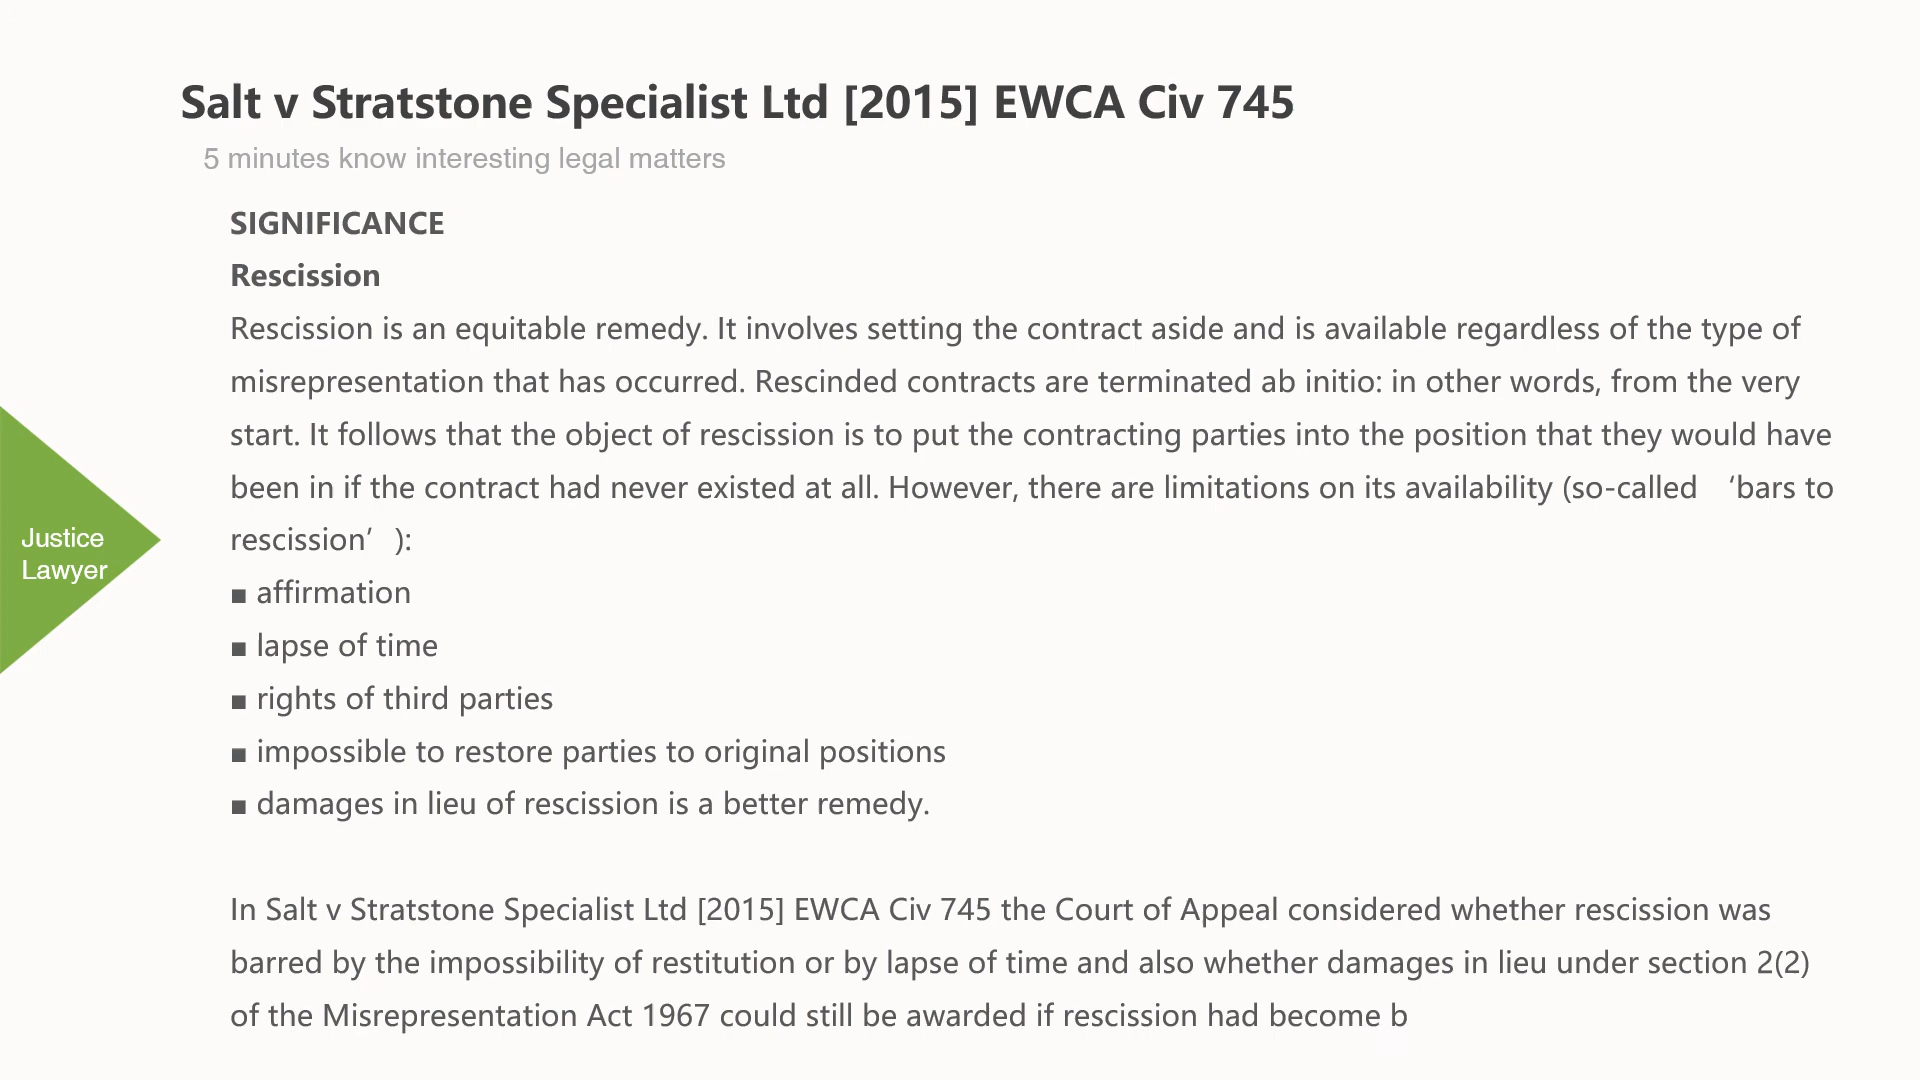 Salt v Stratstone Specialist Ltd [2015] EWCA Civ 745
5 minutes know interesting legal matters
SIGNIFICANCE
Rescission
Rescission is an equitable remedy. It involves setting the contract aside and is available regardless of the type of
misrepresentation that has occurred. Rescinded contracts are terminated ab initio: in other words, from the very
start. It follows that the object of rescission is to put the contracting parties into the position that they would have
been in if the contract had never existed at all. However, there are limitations on its availability (so-called ‘bars to
rescission’ ):
■ affirmation
■ lapse of time
■ rights of third parties
■ impossible to restore parties to original positions
■ damages in lieu of rescission is a better remedy.
In Salt v Stratstone Specialist Ltd [2015] EWCA Civ 745 the Court of Appeal considered whether rescission was
barred by the impossibility of restitution or by lapse of time and also whether damages in lieu under section 2(2)
of the Misrepresentation Act 1967 could still be awarded if rescission had become b
Justice
Lawyer